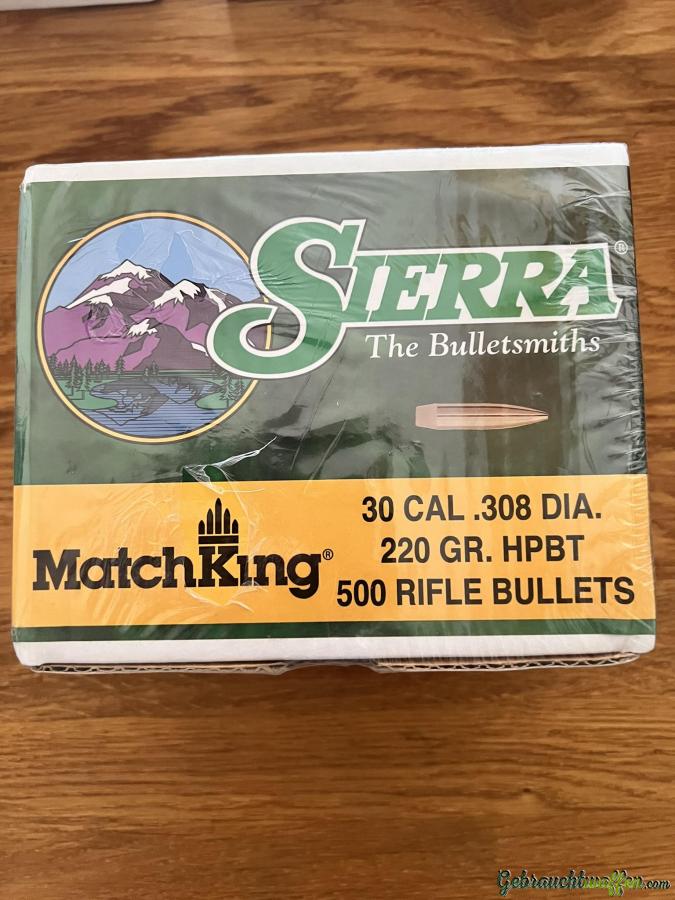 SIERRA®
The Bulletsmiths
MatchKing®
30 CAL .308 DIA.
220 GR. HPBT
500 RIFLE BULLETS
Gebrauchtwaffen.com